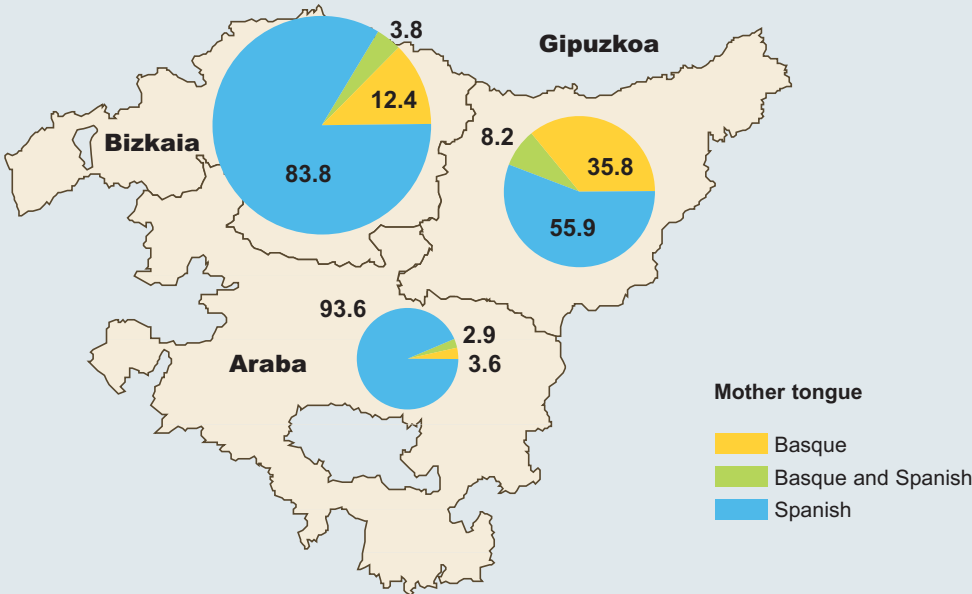 3.8
Gipuzkoa
12.4
Bizkaia
8.2
35.8
83.8
55.9
93.6
2.9
Araba
3.6
Mother tongue
Basque
Basque and Spanish
Spanish